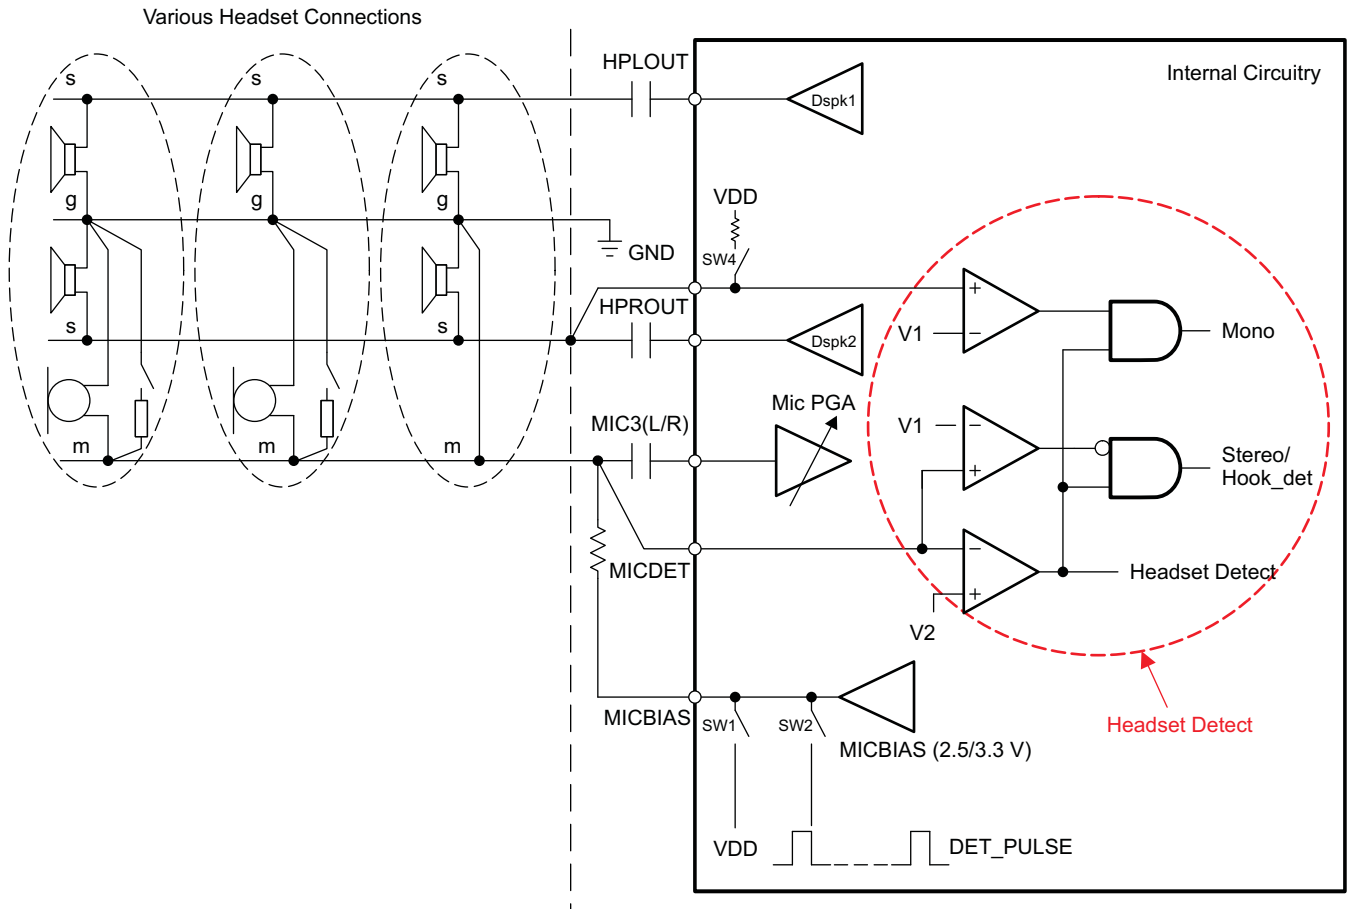 Various Headset Connections
s
s
s
HPLOUT
Dspk1
Internal Circuitry
g
g
g
VDD
SW4
GND
s
s
HPROUT
Dspk2
+
V1
−
Mono
m
m
m
MIC3(L/R)
Mic PGA
V1
−
+
Stereo/
Hook_det
MICDET
−
+
Headset Detect
V2
MICBIAS
SW1
SW2
MICBIAS (2.5/3.3 V)
Headset Detect
VDD
DET_PULSE